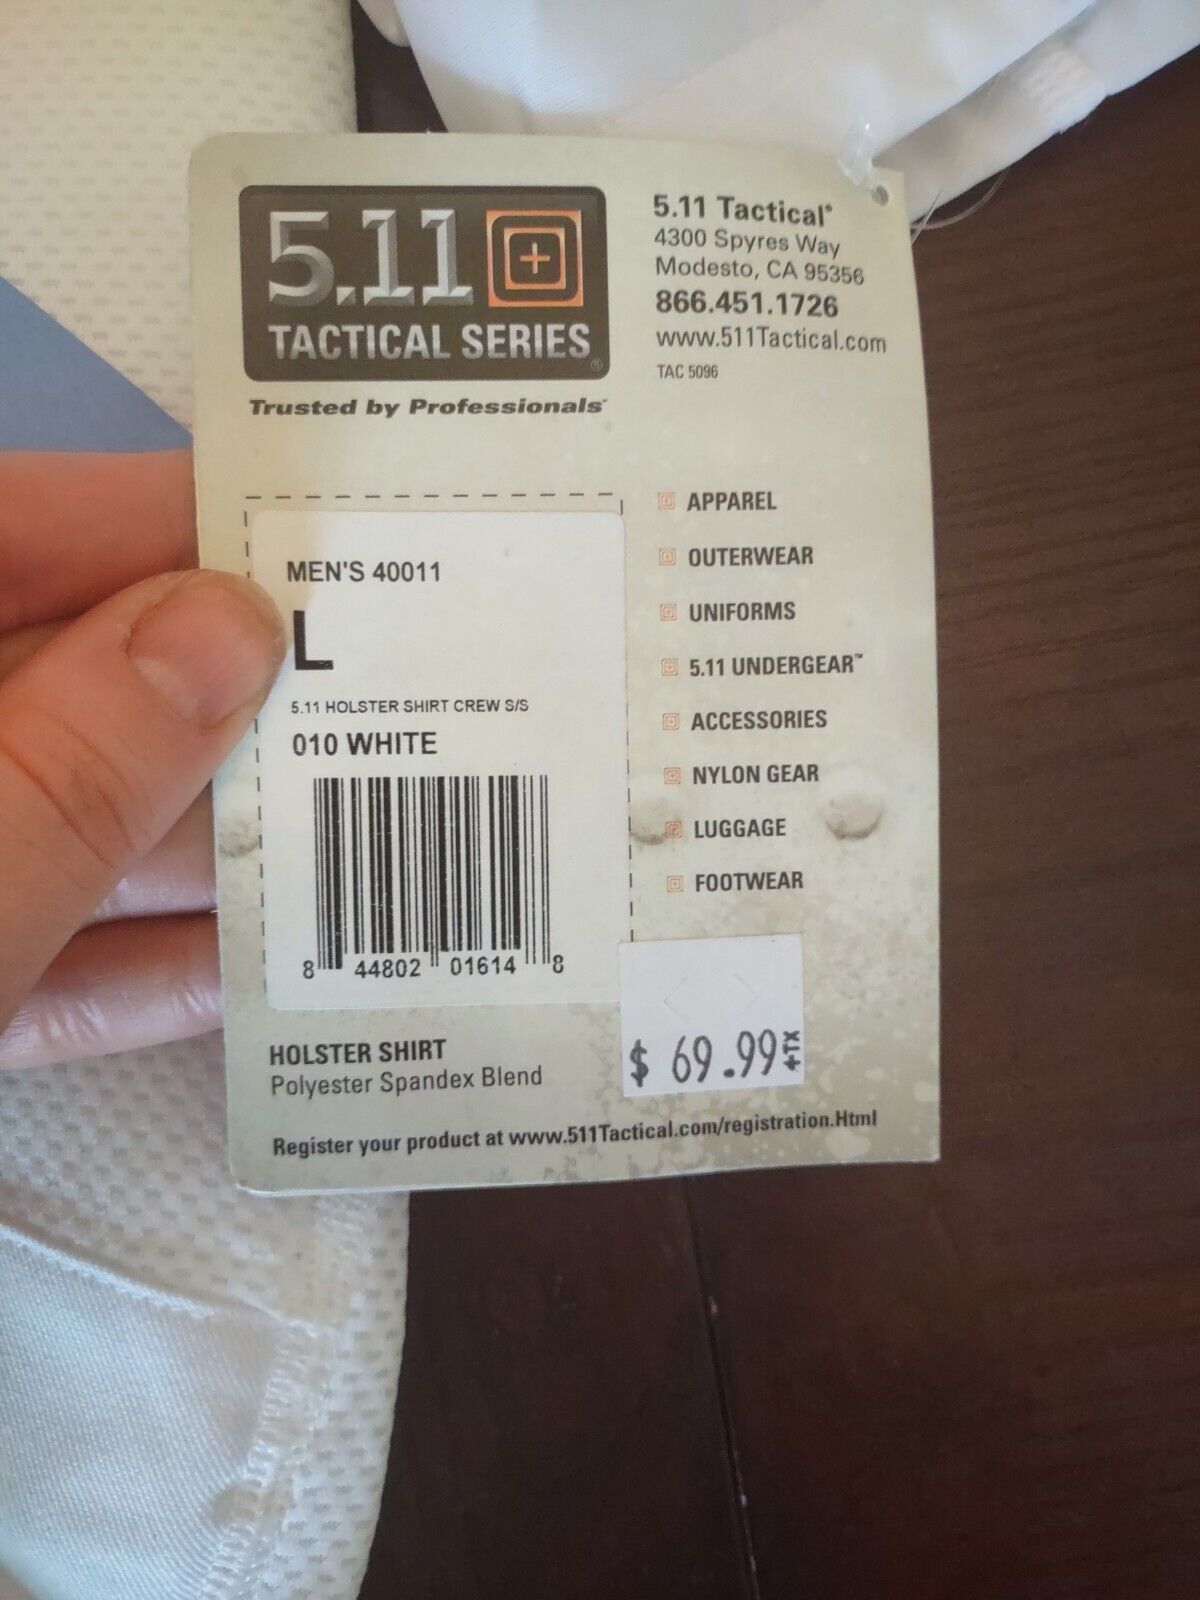 5.11
TACTICAL SERIES®
Trusted by Professionals™
5.11 Tactical®
4300 Spyres Way
Modesto, CA 95356
866.451.1726
www.511Tactical.com
TAC 5096
MEN'S 40011
L
5.11 HOLSTER SHIRT CREW S/S
010 WHITE
8 44802 01614 8
APPAREL
OUTERWEAR
UNIFORMS
5.11 UNDERGEAR™
ACCESSORIES
NYLON GEAR
LUGGAGE
FOOTWEAR
$ 69.99 +TX
HOLSTER SHIRT
Polyester Spandex Blend
Register your product at www.511Tactical.com/registration.Html